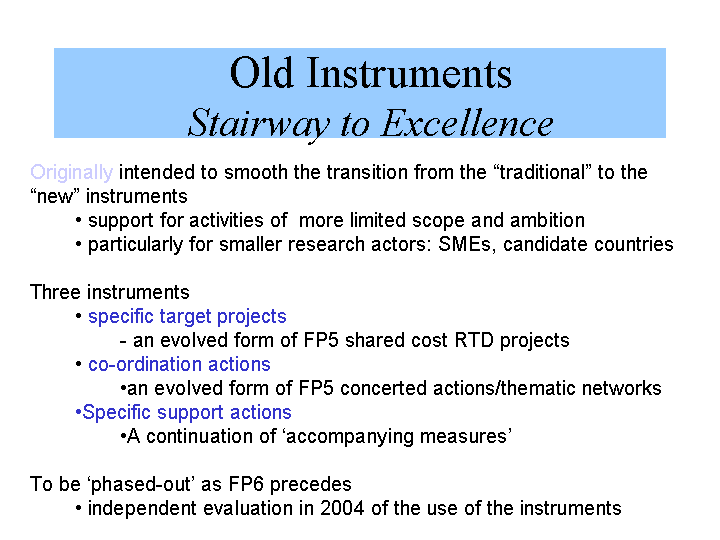 Old Instruments
Stairway to Excellence
Originally intended to smooth the transition from the “traditional” to the
“new” instruments
• support for activities of  more limited scope and ambition
• particularly for smaller research actors: SMEs, candidate countries
Three instruments
• specific target projects
- an evolved form of FP5 shared cost RTD projects
• co-ordination actions
•an evolved form of FP5 concerted actions/thematic networks
•Specific support actions
•A continuation of ‘accompanying measures’
To be ‘phased-out’ as FP6 precedes
• independent evaluation in 2004 of the use of the instruments